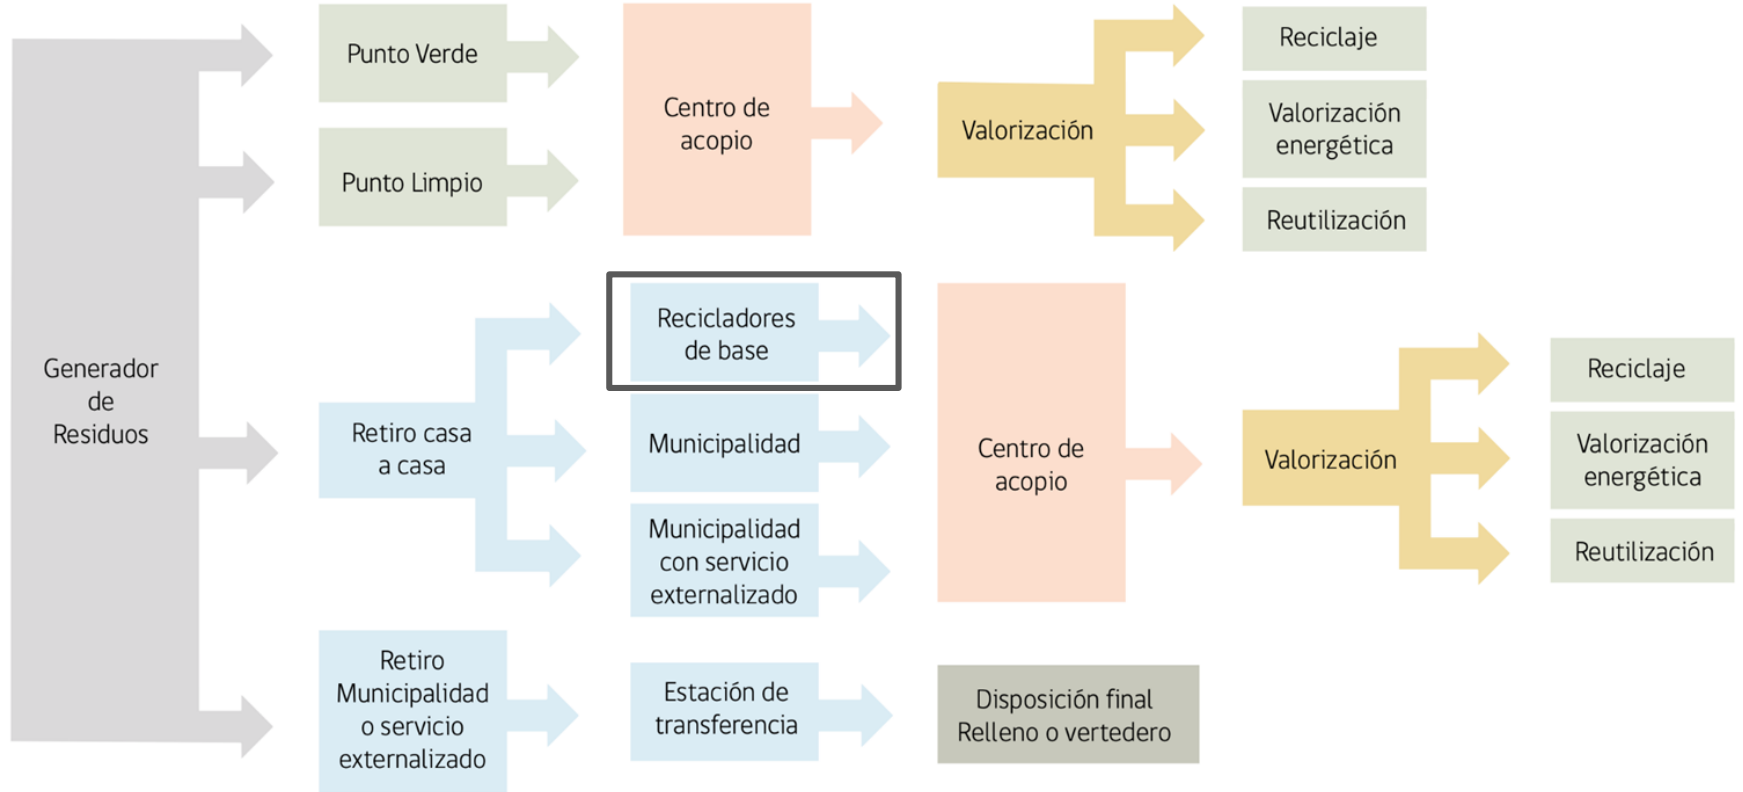 Generador
de
Residuos
Punto Verde
Punto Limpio
Centro de
acopio
Valorización
Reciclaje
Valorización
energética
Reutilización
Retiro casa
a casa
Recicladores
de base
Municipalidad
Municipalidad
con servicio
externalizado
Centro de
acopio
Valorización
Reciclaje
Valorización
energética
Reutilización
Retiro
Municipalidad
o servicio
externalizado
Estación de
transferencia
Disposición final
Relleno o vertedero